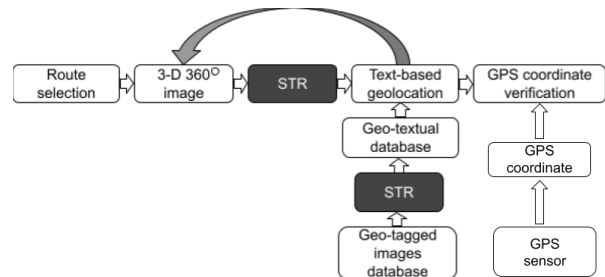 Route
selection
3-D 360°
image
STR
Text-based
geolocation
GPS coordinate
verification
Geo-textual
database
GPS
coordinate
STR
Geo-tagged
images
database
GPS
sensor